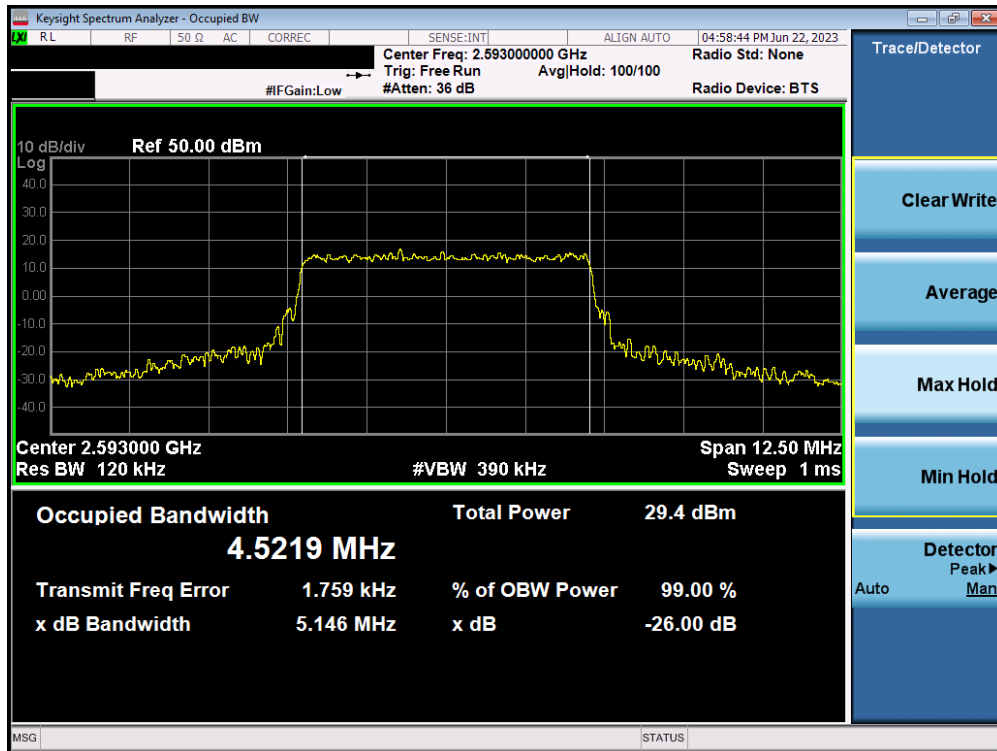 Keysight Spectrum Analyzer - Occupied BW
LXI RL RF 50 Ω AC CORREC SENSE:INT ALIGN AUTO 04:58:44 PM Jun 22, 2023
Center Freq: 2.593000000 GHz Radio Std: None
Trig: Free Run Avg|Hold: 100/100
#IFGain:Low #Atten: 36 dB Radio Device: BTS
Trace/Detector
10 dB/div Ref 50.00 dBm
Log
40.0
30.0
20.0
10.0
0.00
-10.0
-20.0
-30.0
-40.0
Center 2.593000 GHz Span 12.50 MHz
Res BW 120 kHz #VBW 390 kHz Sweep 1 ms
Occupied Bandwidth Total Power 29.4 dBm
4.5219 MHz
Transmit Freq Error 1.759 kHz % of OBW Power 99.00 %
x dB Bandwidth 5.146 MHz x dB -26.00 dB
Clear Write
Average
Max Hold
Min Hold
Detector
Peak▶
Auto Man
MSG STATUS